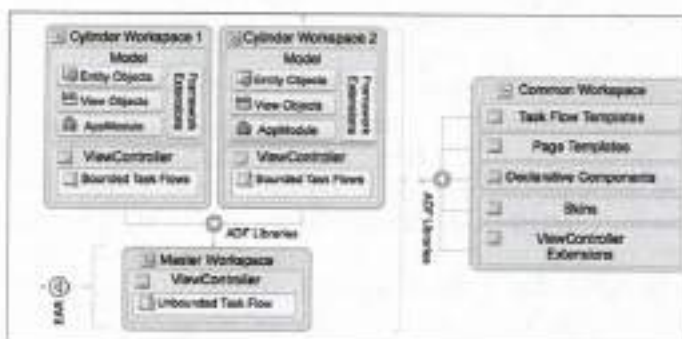 Cylinder Workspace 1
Model
Entity Objects
View Objects
AppModule
Framework
Extensions
ViewController
Bounded Task Flows
Cylinder Workspace 2
Model
Entity Objects
View Objects
AppModule
Framework
Extensions
ViewController
Bounded Task Flows
ADF Libraries
Master Workspace
ViewController
Unbounded Task Flow
EAR
Common Workspace
Task Flow Templates
Page Templates
Declarative Components
Skins
ViewController
Extensions
ADF Libraries